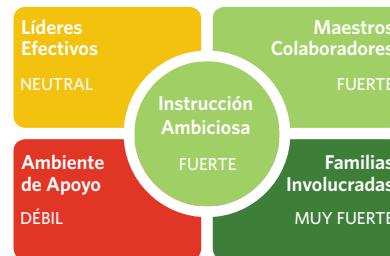 Líderes
Efectivos
NEUTRAL
Maestros
Colaboradores
FUERTE
Instrucción
Ambiciosa
FUERTE
Ambiente
de Apoyo
DÉBIL
Familias
Involucradas
MUY FUERTE